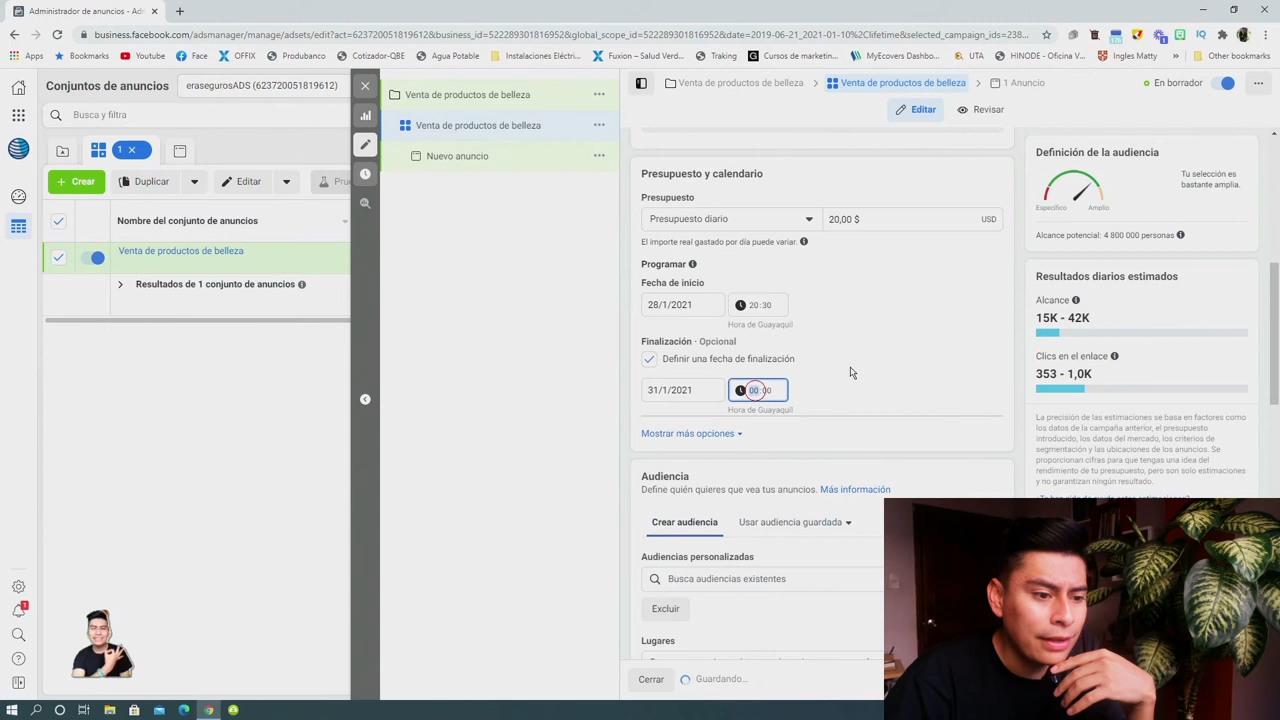 Administrador de anuncios - Ad
business.facebook.com/adsmanager/manage/adsets/edit?act=623720051819612&business_id=522289301816952&global_scope_id=522289301816952&date=2019-06-21_2021-01-10%2Clifetime&selected_campaign_ids=238...
Apps
Bookmarks
YouTube
Face
OFFIX
Produbanco
Cotizador-QBE
Agua Potable
Instalaciones Eléctri...
Fuxion – Salud Verd...
Traking
Cursos de marketin...
MyEcovers Dashbo...
UTA
HINODE - Oficina V...
Ingles Matty
Other bookmarks
Conjuntos de anuncios
erasegurosADS (623720051819612)
Busca y filtra
1
Crear
Duplicar
Editar
Nombre del conjunto de anuncios
Venta de productos de belleza
Resultados de 1 conjunto de anuncios
Venta de productos de belleza
Venta de productos de belleza
Nuevo anuncio
Venta de productos de belleza
Venta de productos de belleza
1 Anuncio
En borrador
Editar
Revisar
Presupuesto y calendario
Presupuesto
Presupuesto diario
20,00 $
USD
El importe real gastado por día puede variar.
Programar
Fecha de inicio
28/1/2021
20:30
Hora de Guayaquil
Finalización · Opcional
Definir una fecha de finalización
31/1/2021
00:00
Hora de Guayaquil
Mostrar más opciones
Audiencia
Define quién quieres que vea tus anuncios. Más información
Crear audiencia
Usar audiencia guardada
Audiencias personalizadas
Busca audiencias existentes
Excluir
Lugares
Cerrar
Guardando...
Definición de la audiencia
Tu selección es
bastante amplia.
Específico
Amplio
Alcance potencial: 4 800 000 personas
Resultados diarios estimados
Alcance
15K - 42K
Clics en el enlace
353 - 1,0K
La precisión de las estimaciones se basa en factores como
los datos de la campaña anterior, el presupuesto
introducido, los datos del mercado, los criterios de
segmentación y las ubicaciones de los anuncios. Se
proporcionan cifras para que tengas una idea del
rendimiento de tu presupuesto, pero son solo estimaciones
y no garantizan ningún resultado.